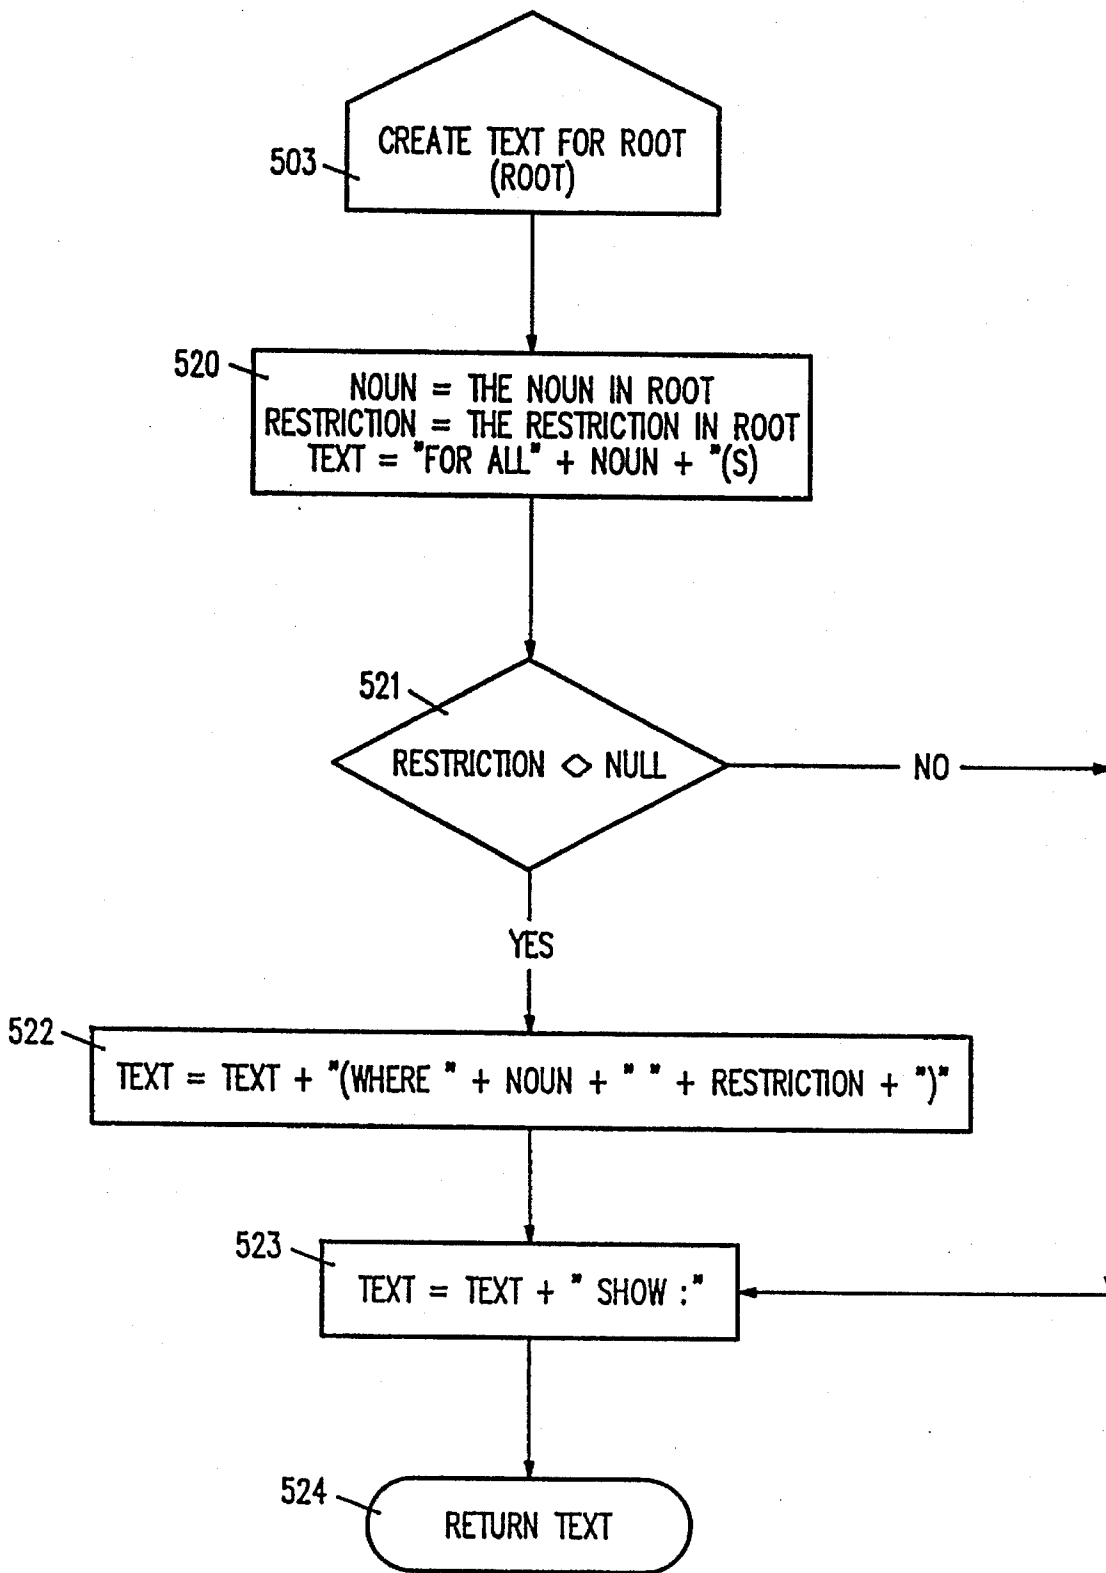 CREATE TEXT FOR ROOT
(ROOT)
503
520
NOUN = THE NOUN IN ROOT
RESTRICTION = THE RESTRICTION IN ROOT
TEXT = "FOR ALL" + NOUN + "(S)
521
RESTRICTION <> NULL
NO
YES
522
TEXT = TEXT + "(WHERE " + NOUN + " " + RESTRICTION + ")"
523
TEXT = TEXT + " SHOW :"
524
RETURN TEXT